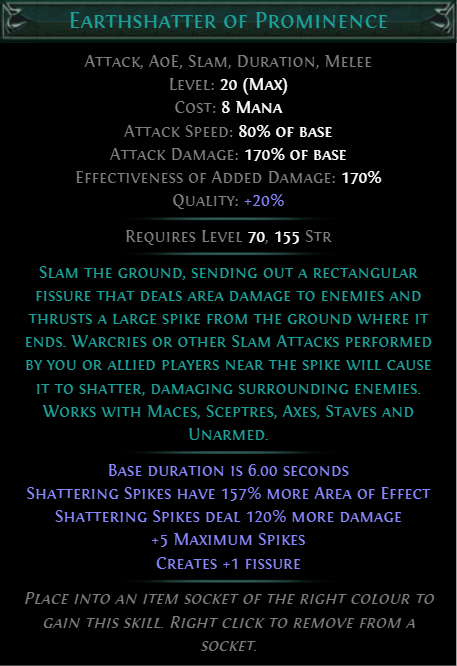 Earthshatter of Prominence
Attack, AoE, Slam, Duration, Melee
Level: 20 (Max)
Cost: 8 Mana
Attack Speed: 80% of base
Attack Damage: 170% of base
Effectiveness of Added Damage: 170%
Quality: +20%
Requires Level 70, 155 Str
Slam the ground, sending out a rectangular
fissure that deals area damage to enemies and
thrusts a large spike from the ground where it
ends. Warcries or other Slam Attacks performed
by you or allied players near the spike will cause
it to shatter, damaging surrounding enemies.
Works with Maces, Sceptres, Axes, Staves and
Unarmed.
Base duration is 6.00 seconds
Shattering Spikes have 157% more Area of Effect
Shattering Spikes deal 120% more damage
+5 Maximum Spikes
Creates +1 fissure
Place into an item socket of the right colour to
gain this skill. Right click to remove from a
socket.